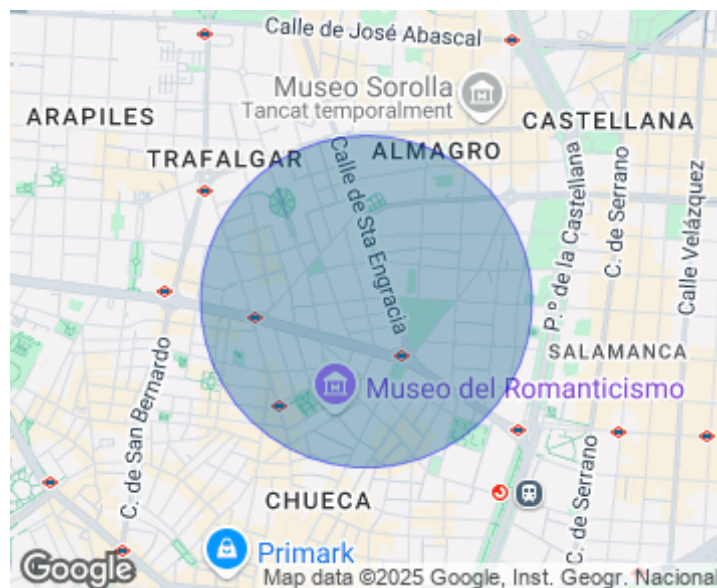 Calle de José Abascal
Museo Sorolla
Tancat temporalment
ARAPILES
CASTELLANA
TRAFALGAR
ALMAGRO
Calle de Sta Engracia
P.º de la Castellana
C. de Serrano
Calle Velázquez
SALAMANCA
Museo del Romanticismo
C. de San Bernardo
CHUECA
C. de Serrano
Primark
Google
Map data ©2025 Google, Inst. Geogr. Nacional